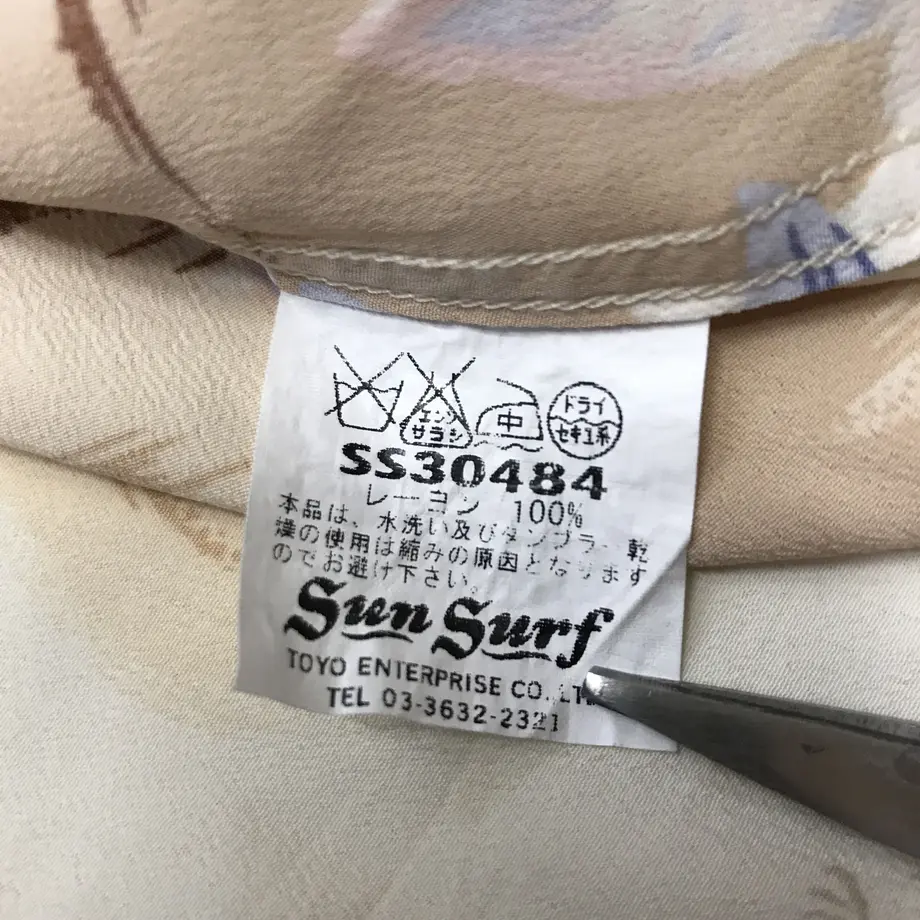 エンソ サラシ 中 ドライ セキユ系
SS30484
レーヨン 100%
本品は、水洗い及びタンブラー乾
燥の使用は縮みの原因となります
のでお避け下さい。
Sun Surf
TOYO ENTERPRISE CO.,LTD.
TEL 03-3632-2321